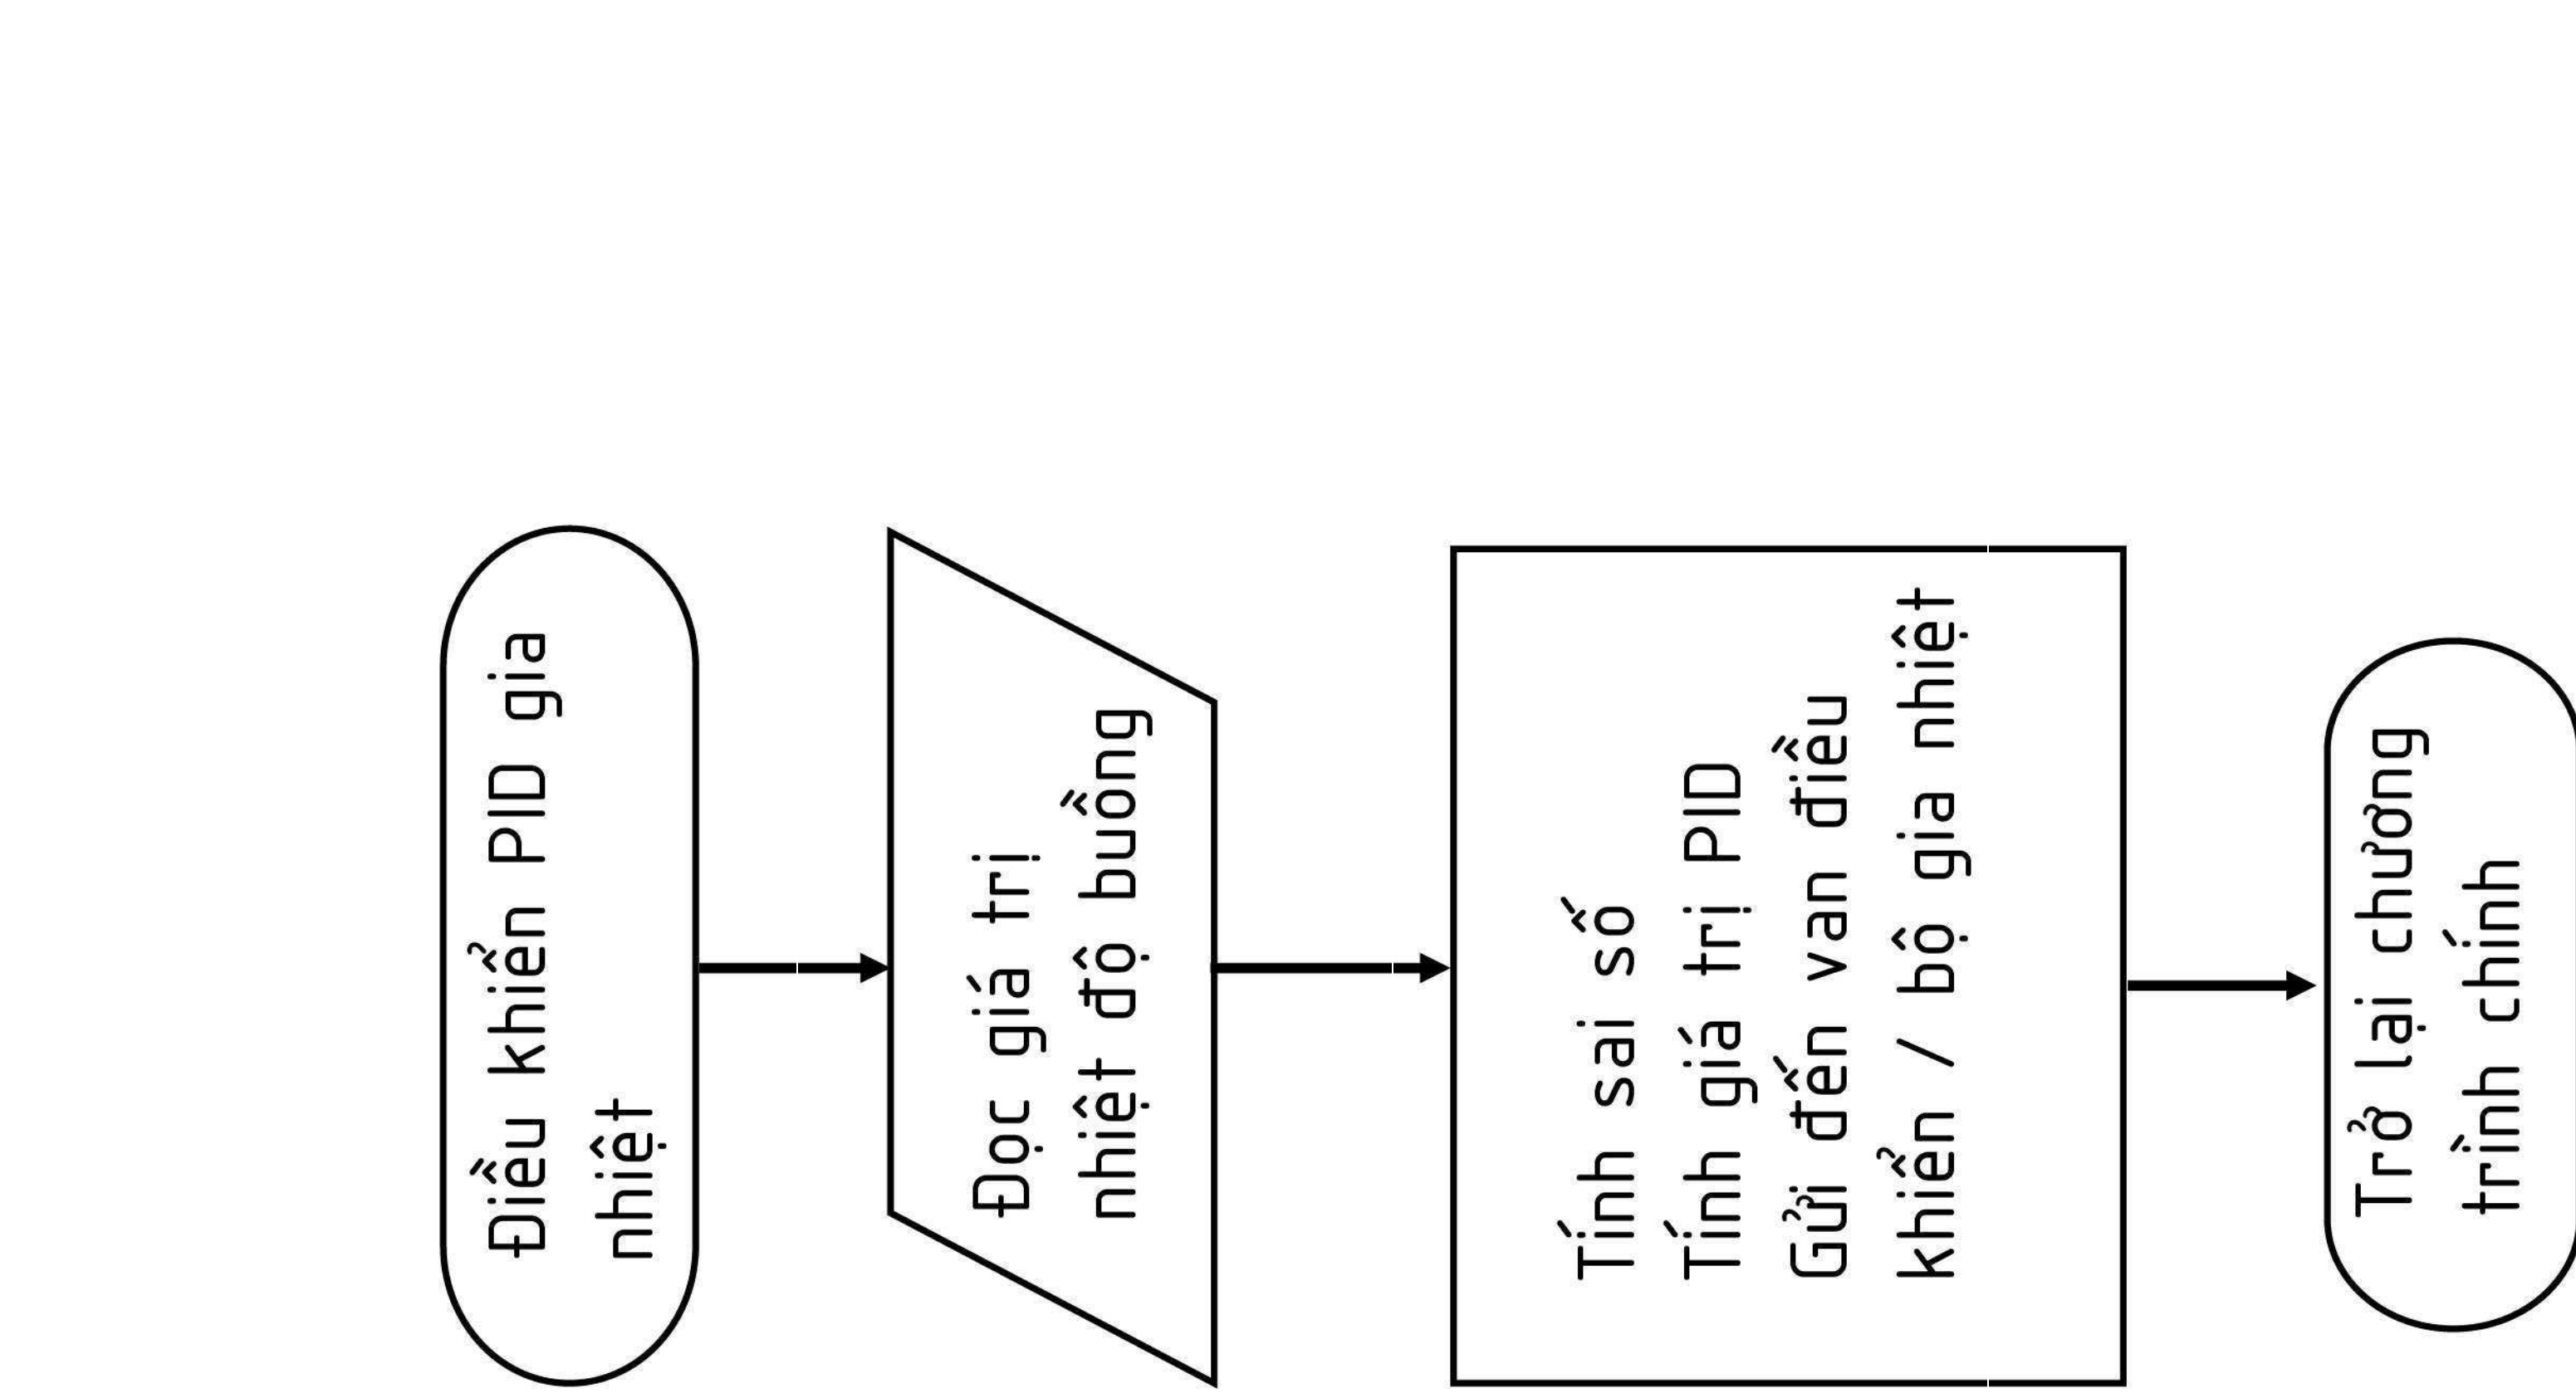 Điều khiển PID gia
nhiệt
Đọc giá trị
nhiệt độ buồng
Tính sai số
Tính giá trị PID
Gửi đến van điều
khiển / bộ gia nhiệt
Trở lại chương
trình chính